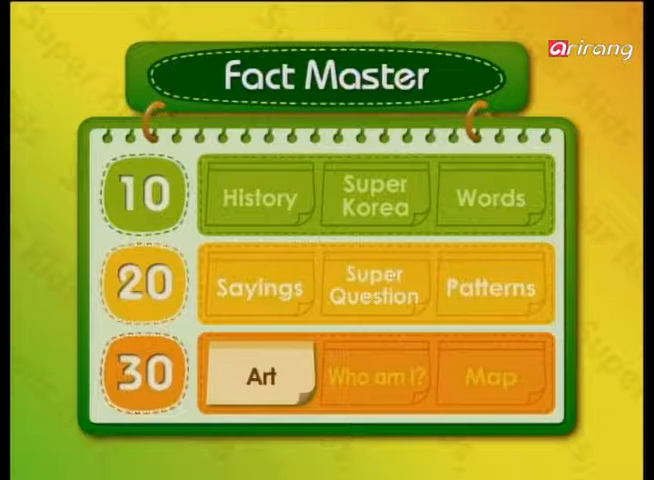 arirang
Fact Master
10
History
Super
Korea
Words
20
Sayings
Super
Question
Patterns
30
Art
Who am I?
Map